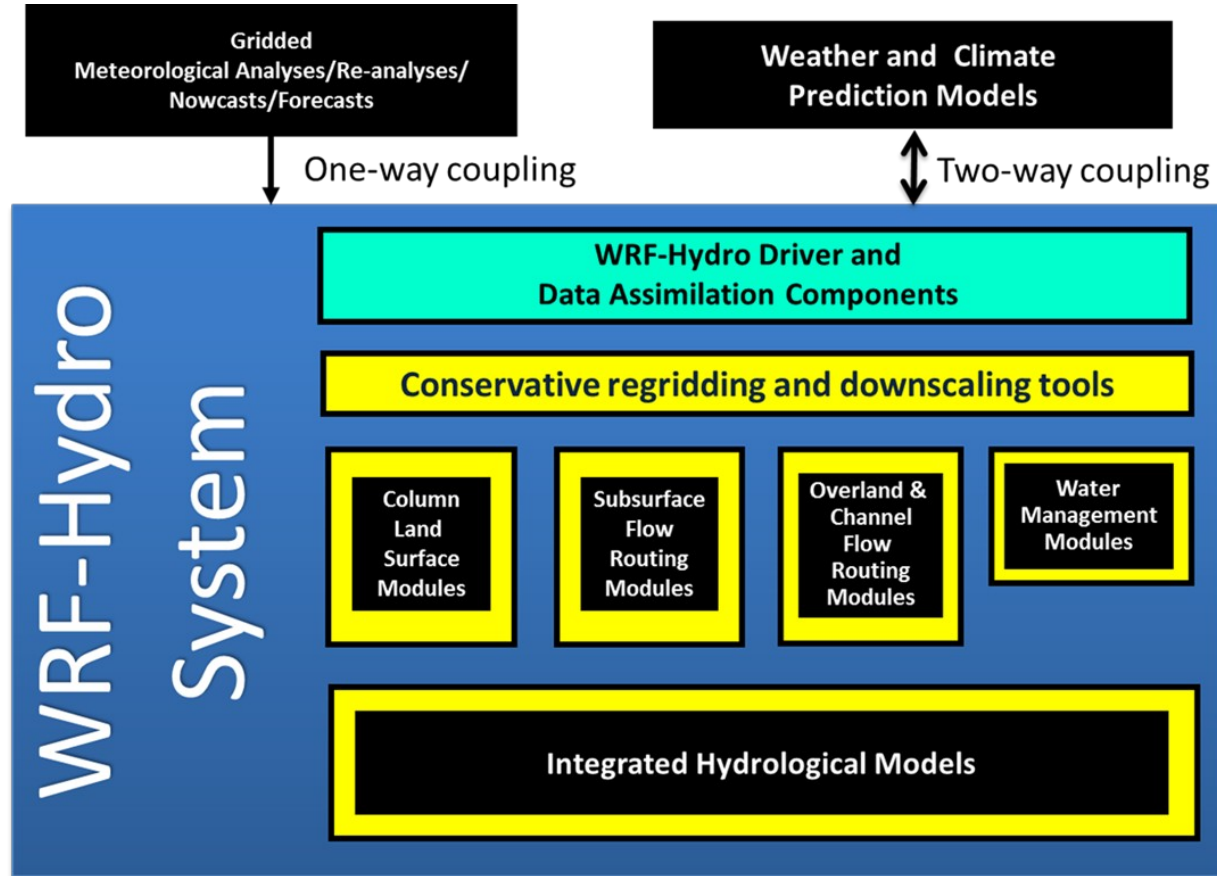 Gridded
Meteorological Analyses/Re-analyses/
Nowcasts/Forecasts
Weather and Climate
Prediction Models
One-way coupling
Two-way coupling
WRF-Hydro
System
WRF-Hydro Driver and
Data Assimilation Components
Conservative regridding and downscaling tools
Column
Land
Surface
Modules
Subsurface
Flow
Routing
Modules
Overland &
Channel
Flow
Routing
Modules
Water
Management
Modules
Integrated Hydrological Models